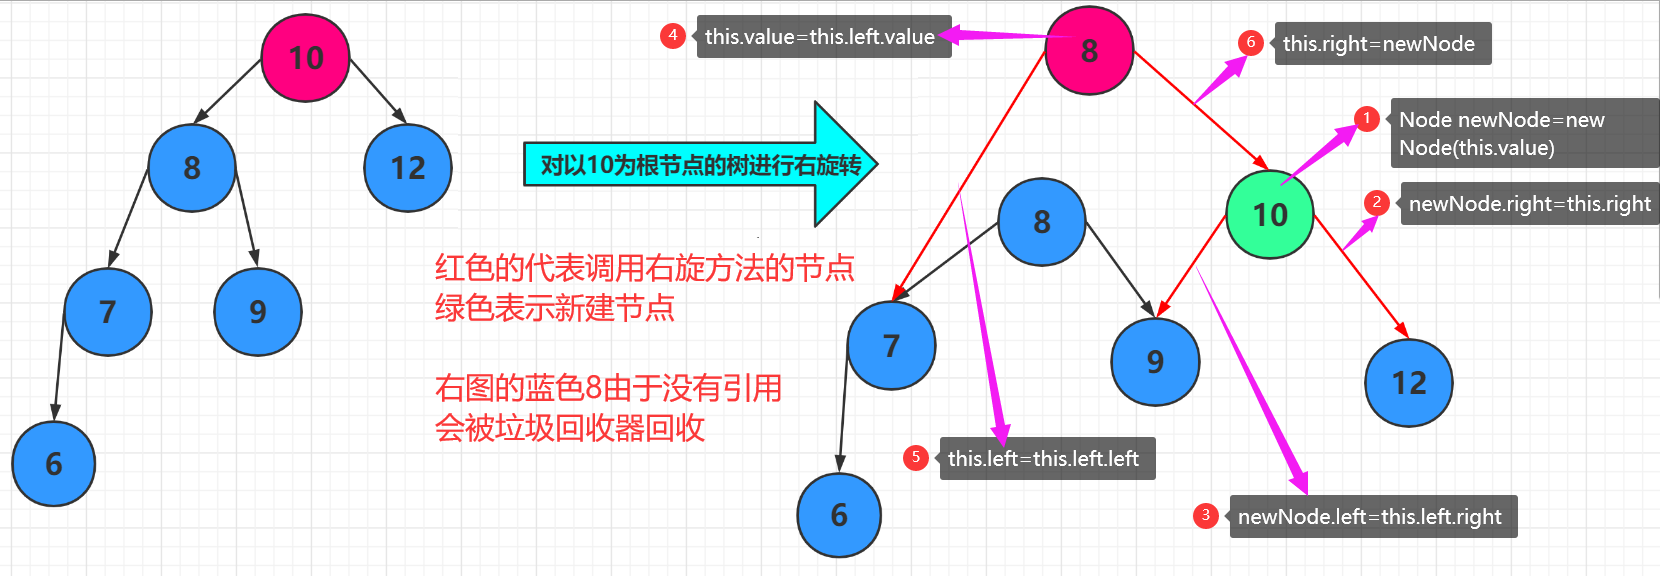 10
8
12
7
9
6
对以10为根节点的树进行右旋转
红色的代表调用右旋方法的节点
绿色表示新建节点
右图的蓝色8由于没有引用
会被垃圾回收器回收
4
this.value=this.left.value
8
6
this.right=newNode
1
Node newNode=new
Node(this.value)
2
newNode.right=this.right
8
10
7
9
12
5
this.left=this.left.left
6
3
newNode.left=this.left.right